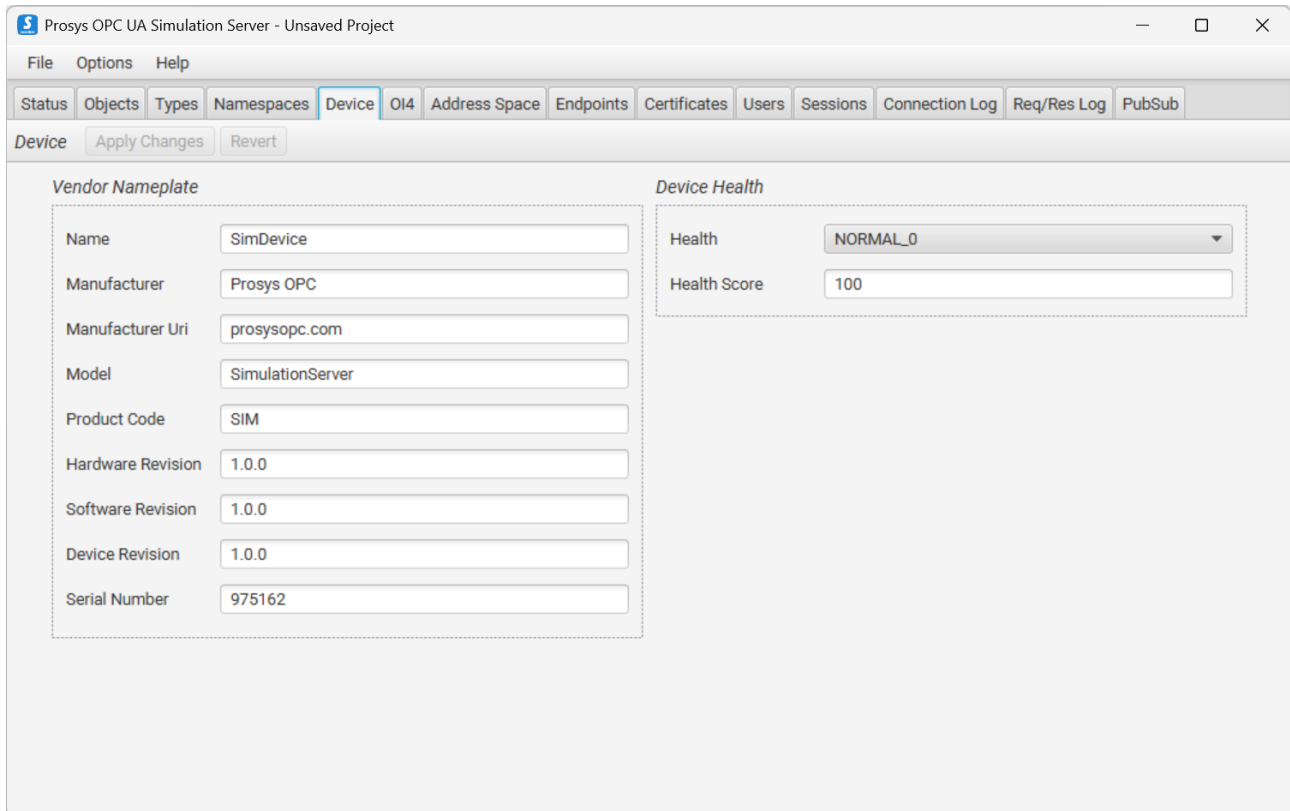 Prosys OPC UA Simulation Server - Unsaved Project
File Options Help
Status Objects Types Namespaces Device OI4 Address Space Endpoints Certificates Users Sessions Connection Log Req/Res Log PubSub
Device Apply Changes Revert
Vendor Nameplate
Name SimDevice
Manufacturer Prosys OPC
Manufacturer Uri prosysopc.com
Model SimulationServer
Product Code SIM
Hardware Revision 1.0.0
Software Revision 1.0.0
Device Revision 1.0.0
Serial Number 975162
Device Health
Health NORMAL_0
Health Score 100